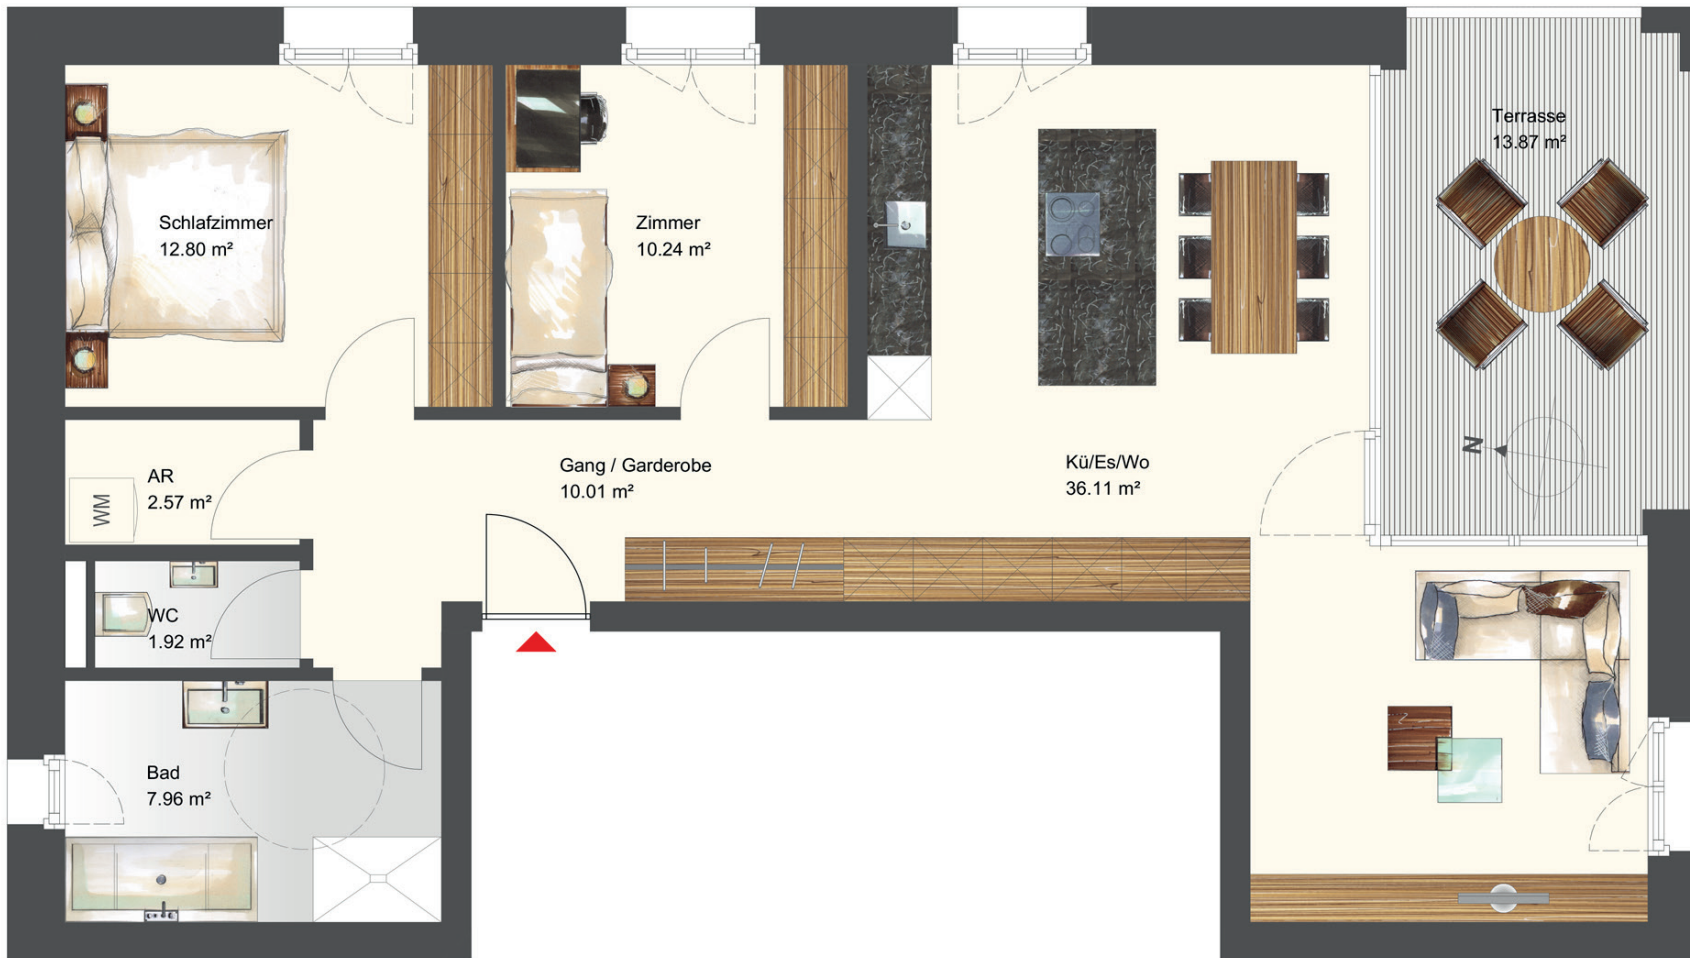 Terrasse
13.87 m²
Schlafzimmer
12.80 m²
Zimmer
10.24 m²
N
Kü/Es/Wo
36.11 m²
Gang / Garderobe
10.01 m²
AR
2.57 m²
WM
WC
1.92 m²
Bad
7.96 m²